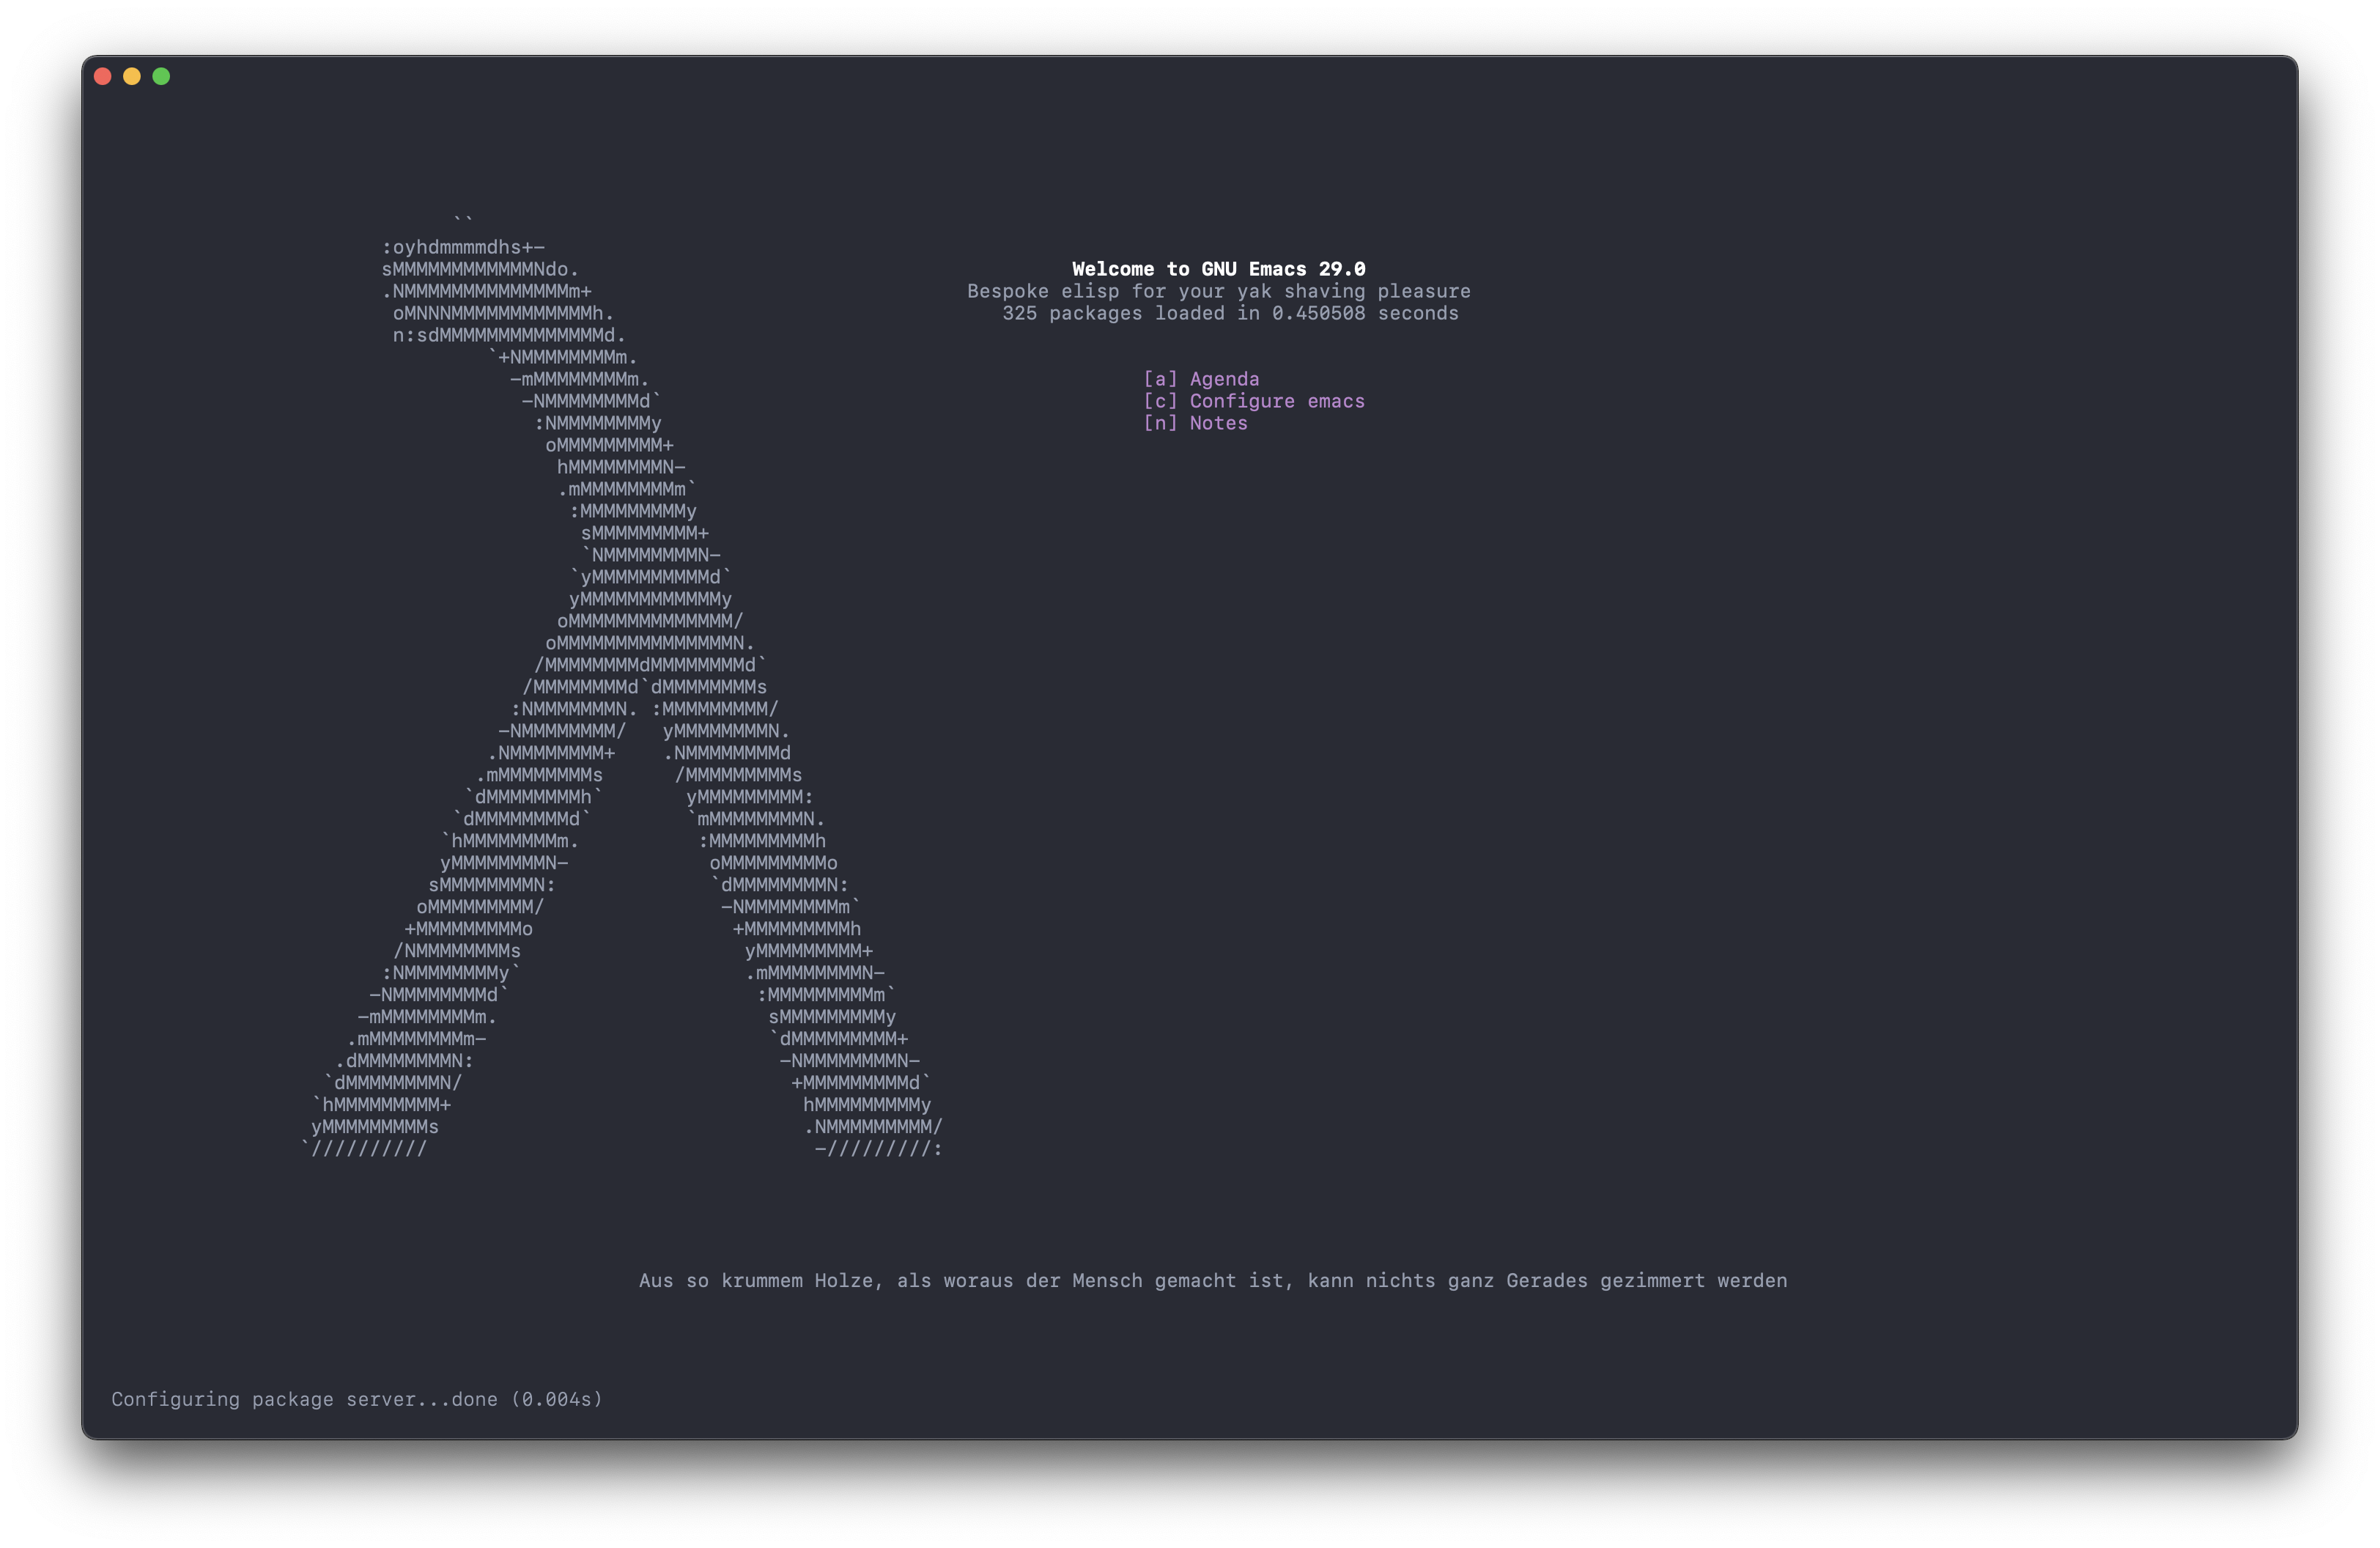 ``
:oyhdmmmmdhs+-
sMMMMMMMMMMMMNdo.
.NMMMMMMMMMMMMMMm+
oMNNNMMMMMMMMMMMMh.
n:sdMMMMMMMMMMMMMMd.
`+NMMMMMMMMm.
-mMMMMMMMMm.
-NMMMMMMMMd`
:NMMMMMMMMy
oMMMMMMMMM+
hMMMMMMMMN-
.mMMMMMMMMm`
:MMMMMMMMMy
sMMMMMMMMM+
`NMMMMMMMMN-
`yMMMMMMMMMMd`
yMMMMMMMMMMMMy
oMMMMMMMMMMMMMM/
oMMMMMMMMMMMMMMMN.
/MMMMMMMMdMMMMMMMMd`
/MMMMMMMMd`dMMMMMMMMs
:NMMMMMMMN. :MMMMMMMMM/
-NMMMMMMMM/ yMMMMMMMMN.
.NMMMMMMMM+ .NMMMMMMMMd
.mMMMMMMMMs /MMMMMMMMMs
`dMMMMMMMMh` yMMMMMMMMM:
`dMMMMMMMMd` `mMMMMMMMMN.
`hMMMMMMMMm. :MMMMMMMMMh
yMMMMMMMMN- oMMMMMMMMMo
sMMMMMMMMN: `dMMMMMMMMN:
oMMMMMMMMM/ -NMMMMMMMMm`
+MMMMMMMMMo +MMMMMMMMMh
/NMMMMMMMMs yMMMMMMMMM+
:NMMMMMMMMy` .mMMMMMMMMN-
-NMMMMMMMMd` :MMMMMMMMMm`
-mMMMMMMMMm. sMMMMMMMMMy
.mMMMMMMMMm- `dMMMMMMMMM+
.dMMMMMMMMN: -NMMMMMMMMN-
`dMMMMMMMMN/ +MMMMMMMMMd`
`hMMMMMMMMM+ hMMMMMMMMMy
yMMMMMMMMMs .NMMMMMMMMM/
`////////// -/////////:
Welcome to GNU Emacs 29.0
Bespoke elisp for your yak shaving pleasure
325 packages loaded in 0.450508 seconds
[a] Agenda
[c] Configure emacs
[n] Notes
Aus so krummem Holze, als woraus der Mensch gemacht ist, kann nichts ganz Gerades gezimmert werden
Configuring package server...done (0.004s)